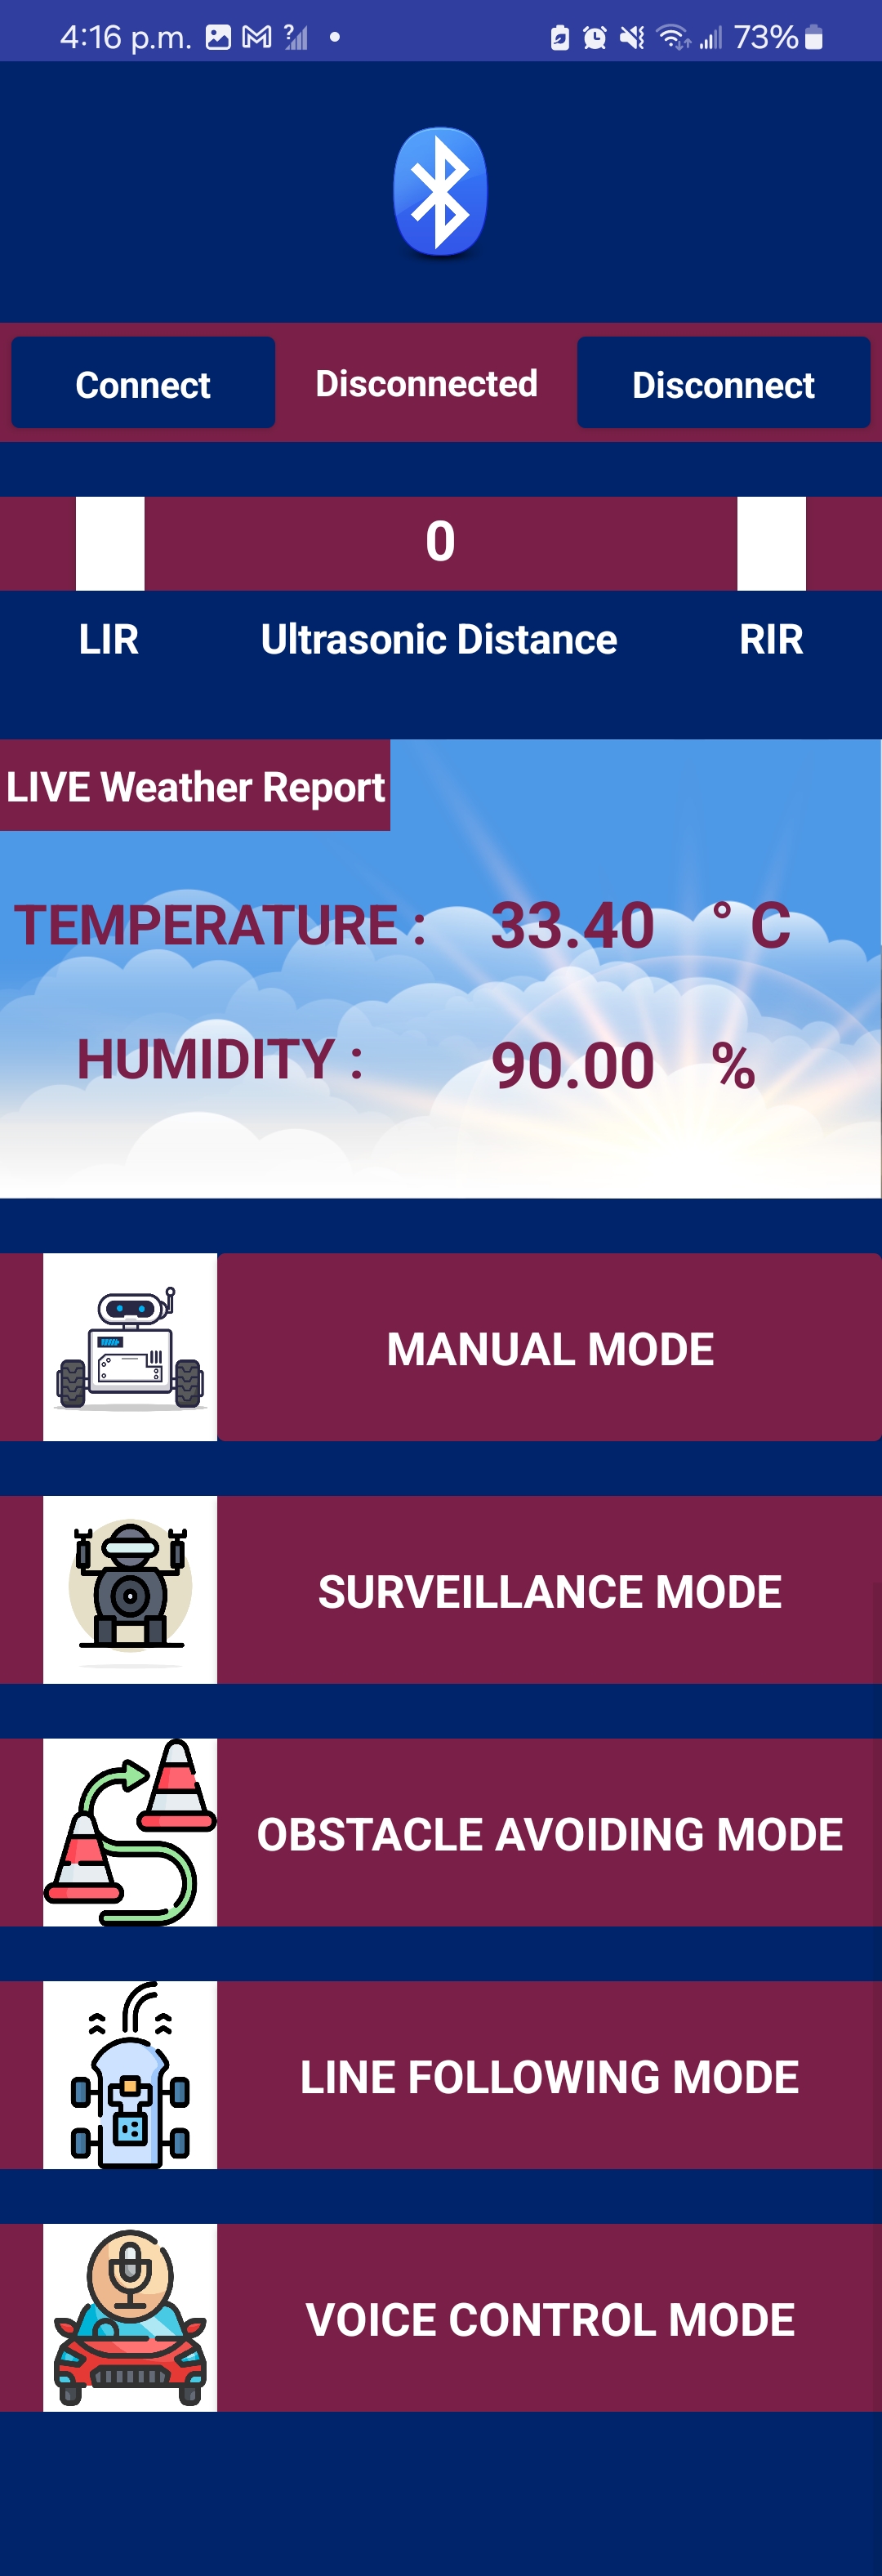 4:16 p.m. 73%
Connect Disconnected Disconnect
0
LIR Ultrasonic Distance RIR
LIVE Weather Report
TEMPERATURE : 33.40 ° C
HUMIDITY : 90.00 %
MANUAL MODE
SURVEILLANCE MODE
OBSTACLE AVOIDING MODE
LINE FOLLOWING MODE
VOICE CONTROL MODE